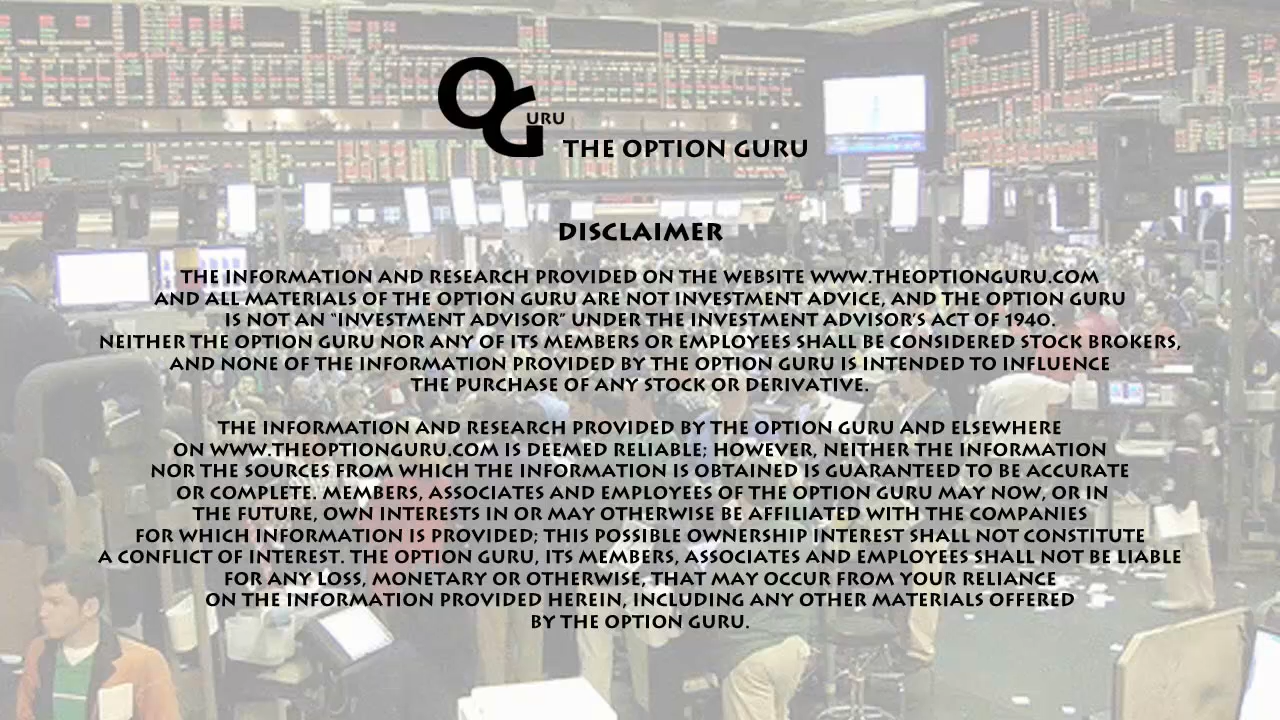 OG URU
THE OPTION GURU
DISCLAIMER
THE INFORMATION AND RESEARCH PROVIDED ON THE WEBSITE WWW.THEOPTIONGURU.COM
AND ALL MATERIALS OF THE OPTION GURU ARE NOT INVESTMENT ADVICE, AND THE OPTION GURU
IS NOT AN “INVESTMENT ADVISOR” UNDER THE INVESTMENT ADVISOR’S ACT OF 1940.
NEITHER THE OPTION GURU NOR ANY OF ITS MEMBERS OR EMPLOYEES SHALL BE CONSIDERED STOCK BROKERS,
AND NONE OF THE INFORMATION PROVIDED BY THE OPTION GURU IS INTENDED TO INFLUENCE
THE PURCHASE OF ANY STOCK OR DERIVATIVE.
THE INFORMATION AND RESEARCH PROVIDED BY THE OPTION GURU AND ELSEWHERE
ON WWW.THEOPTIONGURU.COM IS DEEMED RELIABLE; HOWEVER, NEITHER THE INFORMATION
NOR THE SOURCES FROM WHICH THE INFORMATION IS OBTAINED IS GUARANTEED TO BE ACCURATE
OR COMPLETE. MEMBERS, ASSOCIATES AND EMPLOYEES OF THE OPTION GURU MAY NOW, OR IN
THE FUTURE, OWN INTERESTS IN OR MAY OTHERWISE BE AFFILIATED WITH THE COMPANIES
FOR WHICH INFORMATION IS PROVIDED; THIS POSSIBLE OWNERSHIP INTEREST SHALL NOT CONSTITUTE
A CONFLICT OF INTEREST. THE OPTION GURU, ITS MEMBERS, ASSOCIATES AND EMPLOYEES SHALL NOT BE LIABLE
FOR ANY LOSS, MONETARY OR OTHERWISE, THAT MAY OCCUR FROM YOUR RELIANCE
ON THE INFORMATION PROVIDED HEREIN, INCLUDING ANY OTHER MATERIALS OFFERED
BY THE OPTION GURU.